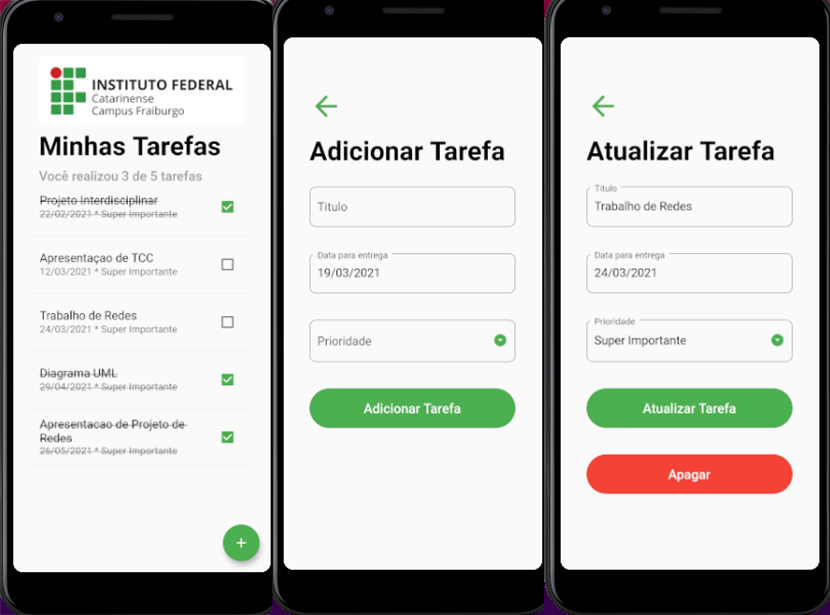 INSTITUTO FEDERAL
Catarinense
Campus Fraiburgo
Minhas Tarefas
Você realizou 3 de 5 tarefas
Projeto Interdisciplinar
22/02/2021 * Super Importante
Apresentaçao de TCC
12/03/2021 * Super Importante
Trabalho de Redes
24/03/2021 * Super Importante
Diagrama UML
29/04/2021 * Super Importante
Apresentacao de Projeto de
Redes
26/05/2021 * Super Importante
+
Adicionar Tarefa
Titulo
Data para entrega
19/03/2021
Prioridade
Adicionar Tarefa
Atualizar Tarefa
Titulo
Trabalho de Redes
Data para entrega
24/03/2021
Prioridade
Super Importante
Atualizar Tarefa
Apagar